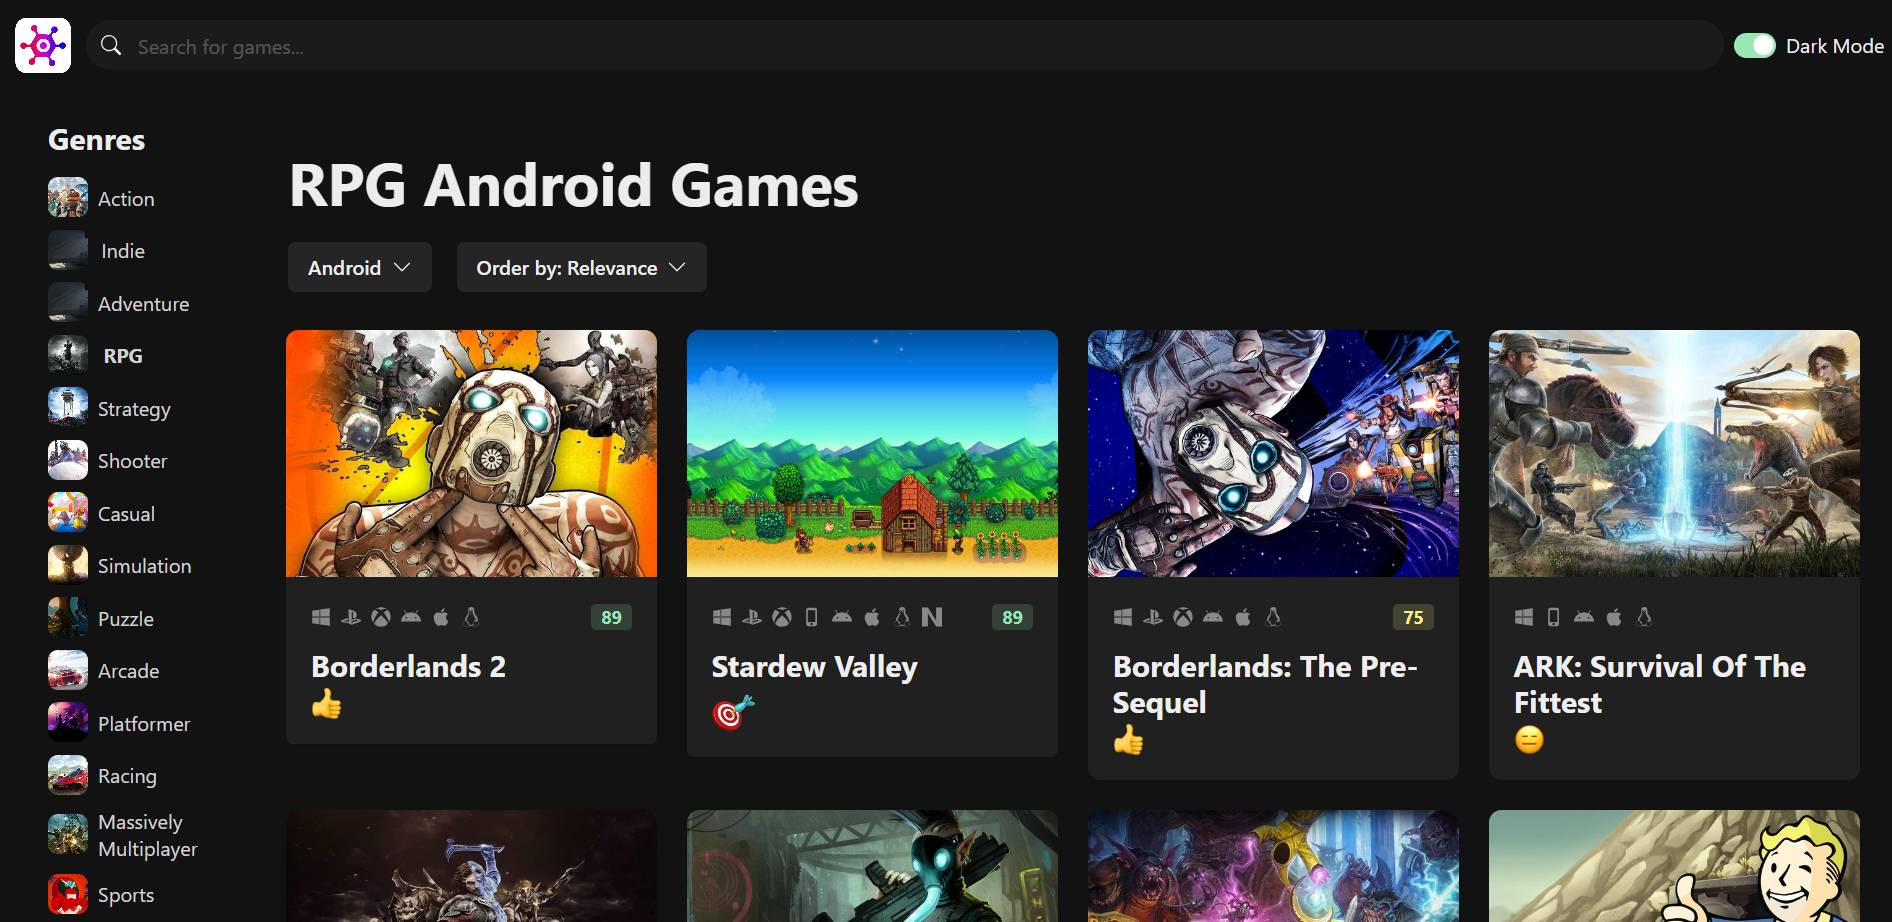 Search for games...
Dark Mode
Genres
Action
Indie
Adventure
RPG
Strategy
Shooter
Casual
Simulation
Puzzle
Arcade
Platformer
Racing
Massively
Multiplayer
Sports
RPG Android Games
Android
Order by: Relevance
89
Borderlands 2
89
Stardew Valley
75
Borderlands: The Pre-
Sequel
ARK: Survival Of The
Fittest